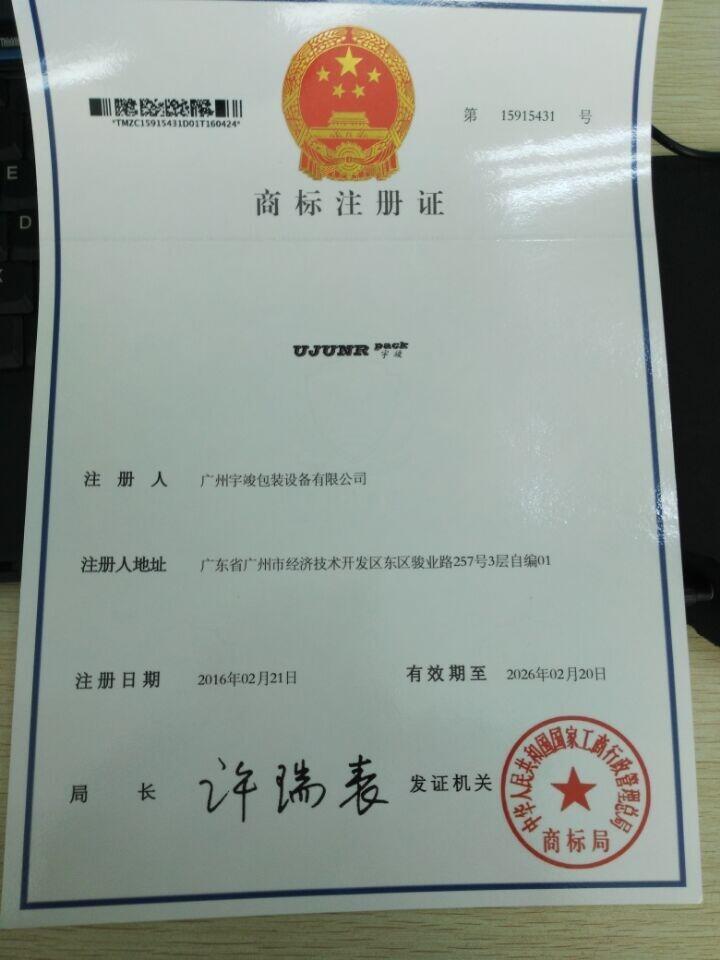 *TMZC15915431D01T160424*
第 15915431 号
商标注册证
UJUNR pack
宇竣
注册人 广州宇竣包装设备有限公司
注册人地址 广东省广州市经济技术开发区东区骏业路257号3层自编01
注册日期 2016年02月21日 有效期至 2026年02月20日
局长 许瑞表 发证机关
中华人民共和国国家工商行政管理总局
商标局
E
D